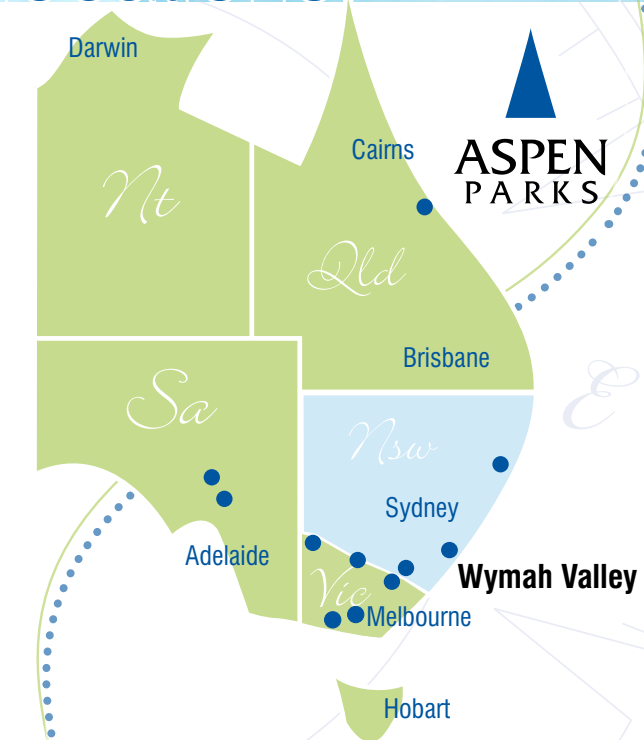 Darwin
Cairns
ASPEN
PARKS
Nt
Qld
Brisbane
E
Sa
Nsw
Sydney
Adelaide
Wymah Valley
Vic
Melbourne
Hobart